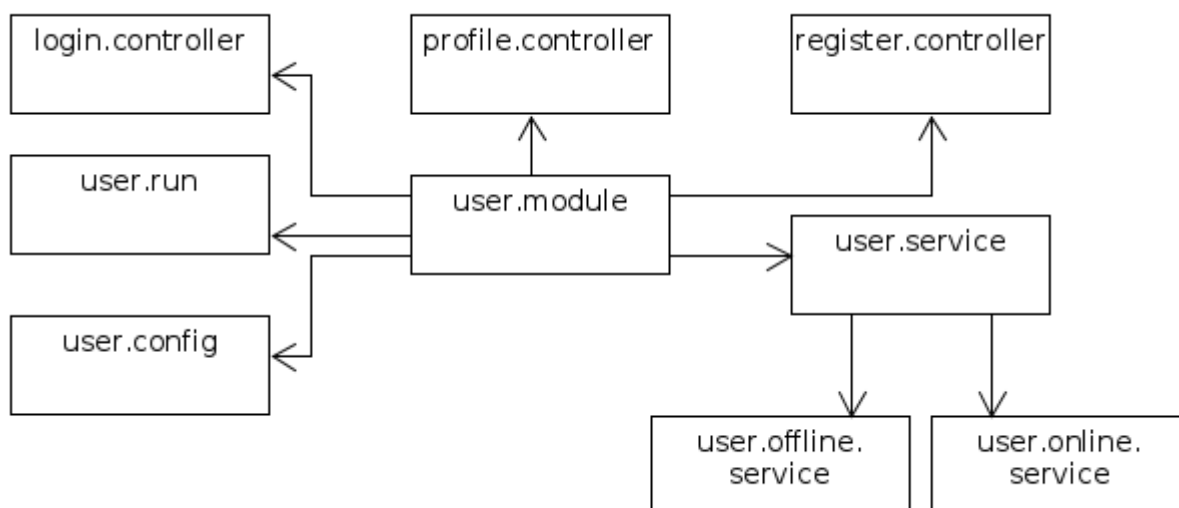 login.controller
profile.controller
register.controller
user.run
user.module
user.service
user.config
user.offline.
service
user.online.
service